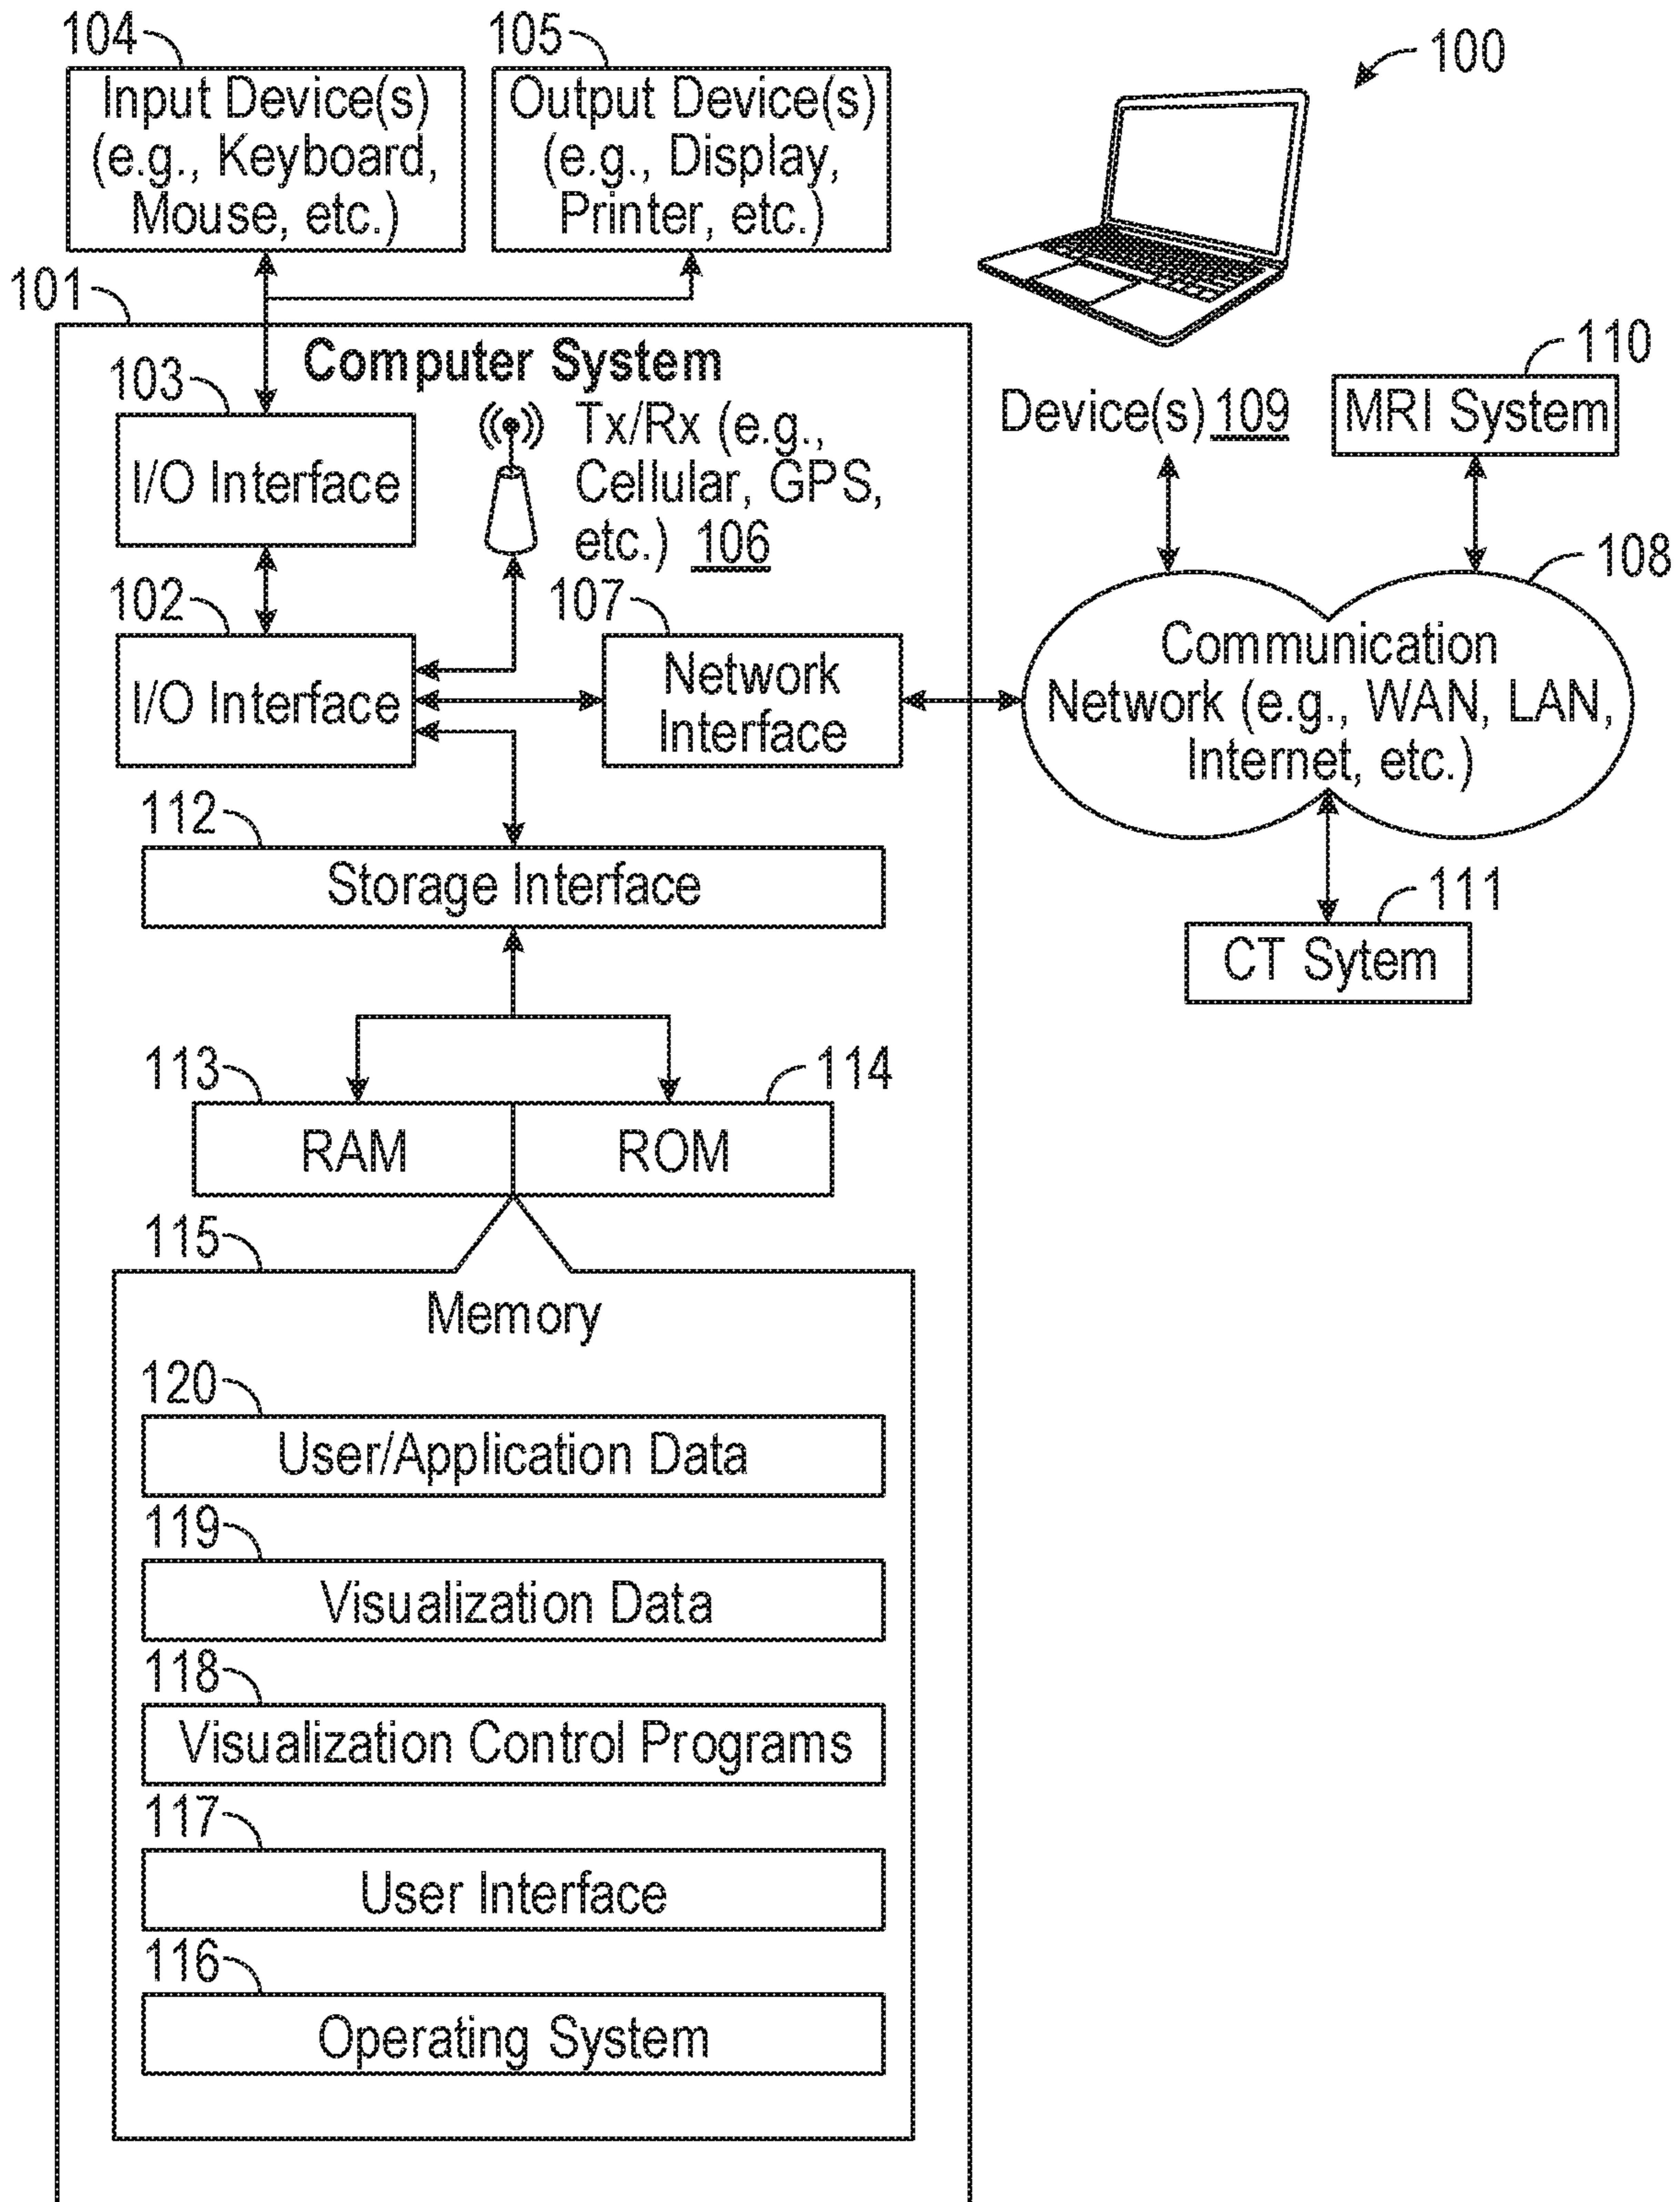 104
Input Device(s)
(e.g., Keyboard,
Mouse, etc.)
105
Output Device(s)
(e.g., Display,
Printer, etc.)
100
101
Computer System
103
I/O Interface
Tx/Rx (e.g.,
Cellular, GPS,
etc.) 106
102
I/O Interface
107
Network
Interface
Device(s) 109
110
MRI System
108
Communication
Network (e.g., WAN, LAN,
Internet, etc.)
111
CT Sytem
112
Storage Interface
113
RAM
114
ROM
115
Memory
120
User/Application Data
119
Visualization Data
118
Visualization Control Programs
117
User Interface
116
Operating System